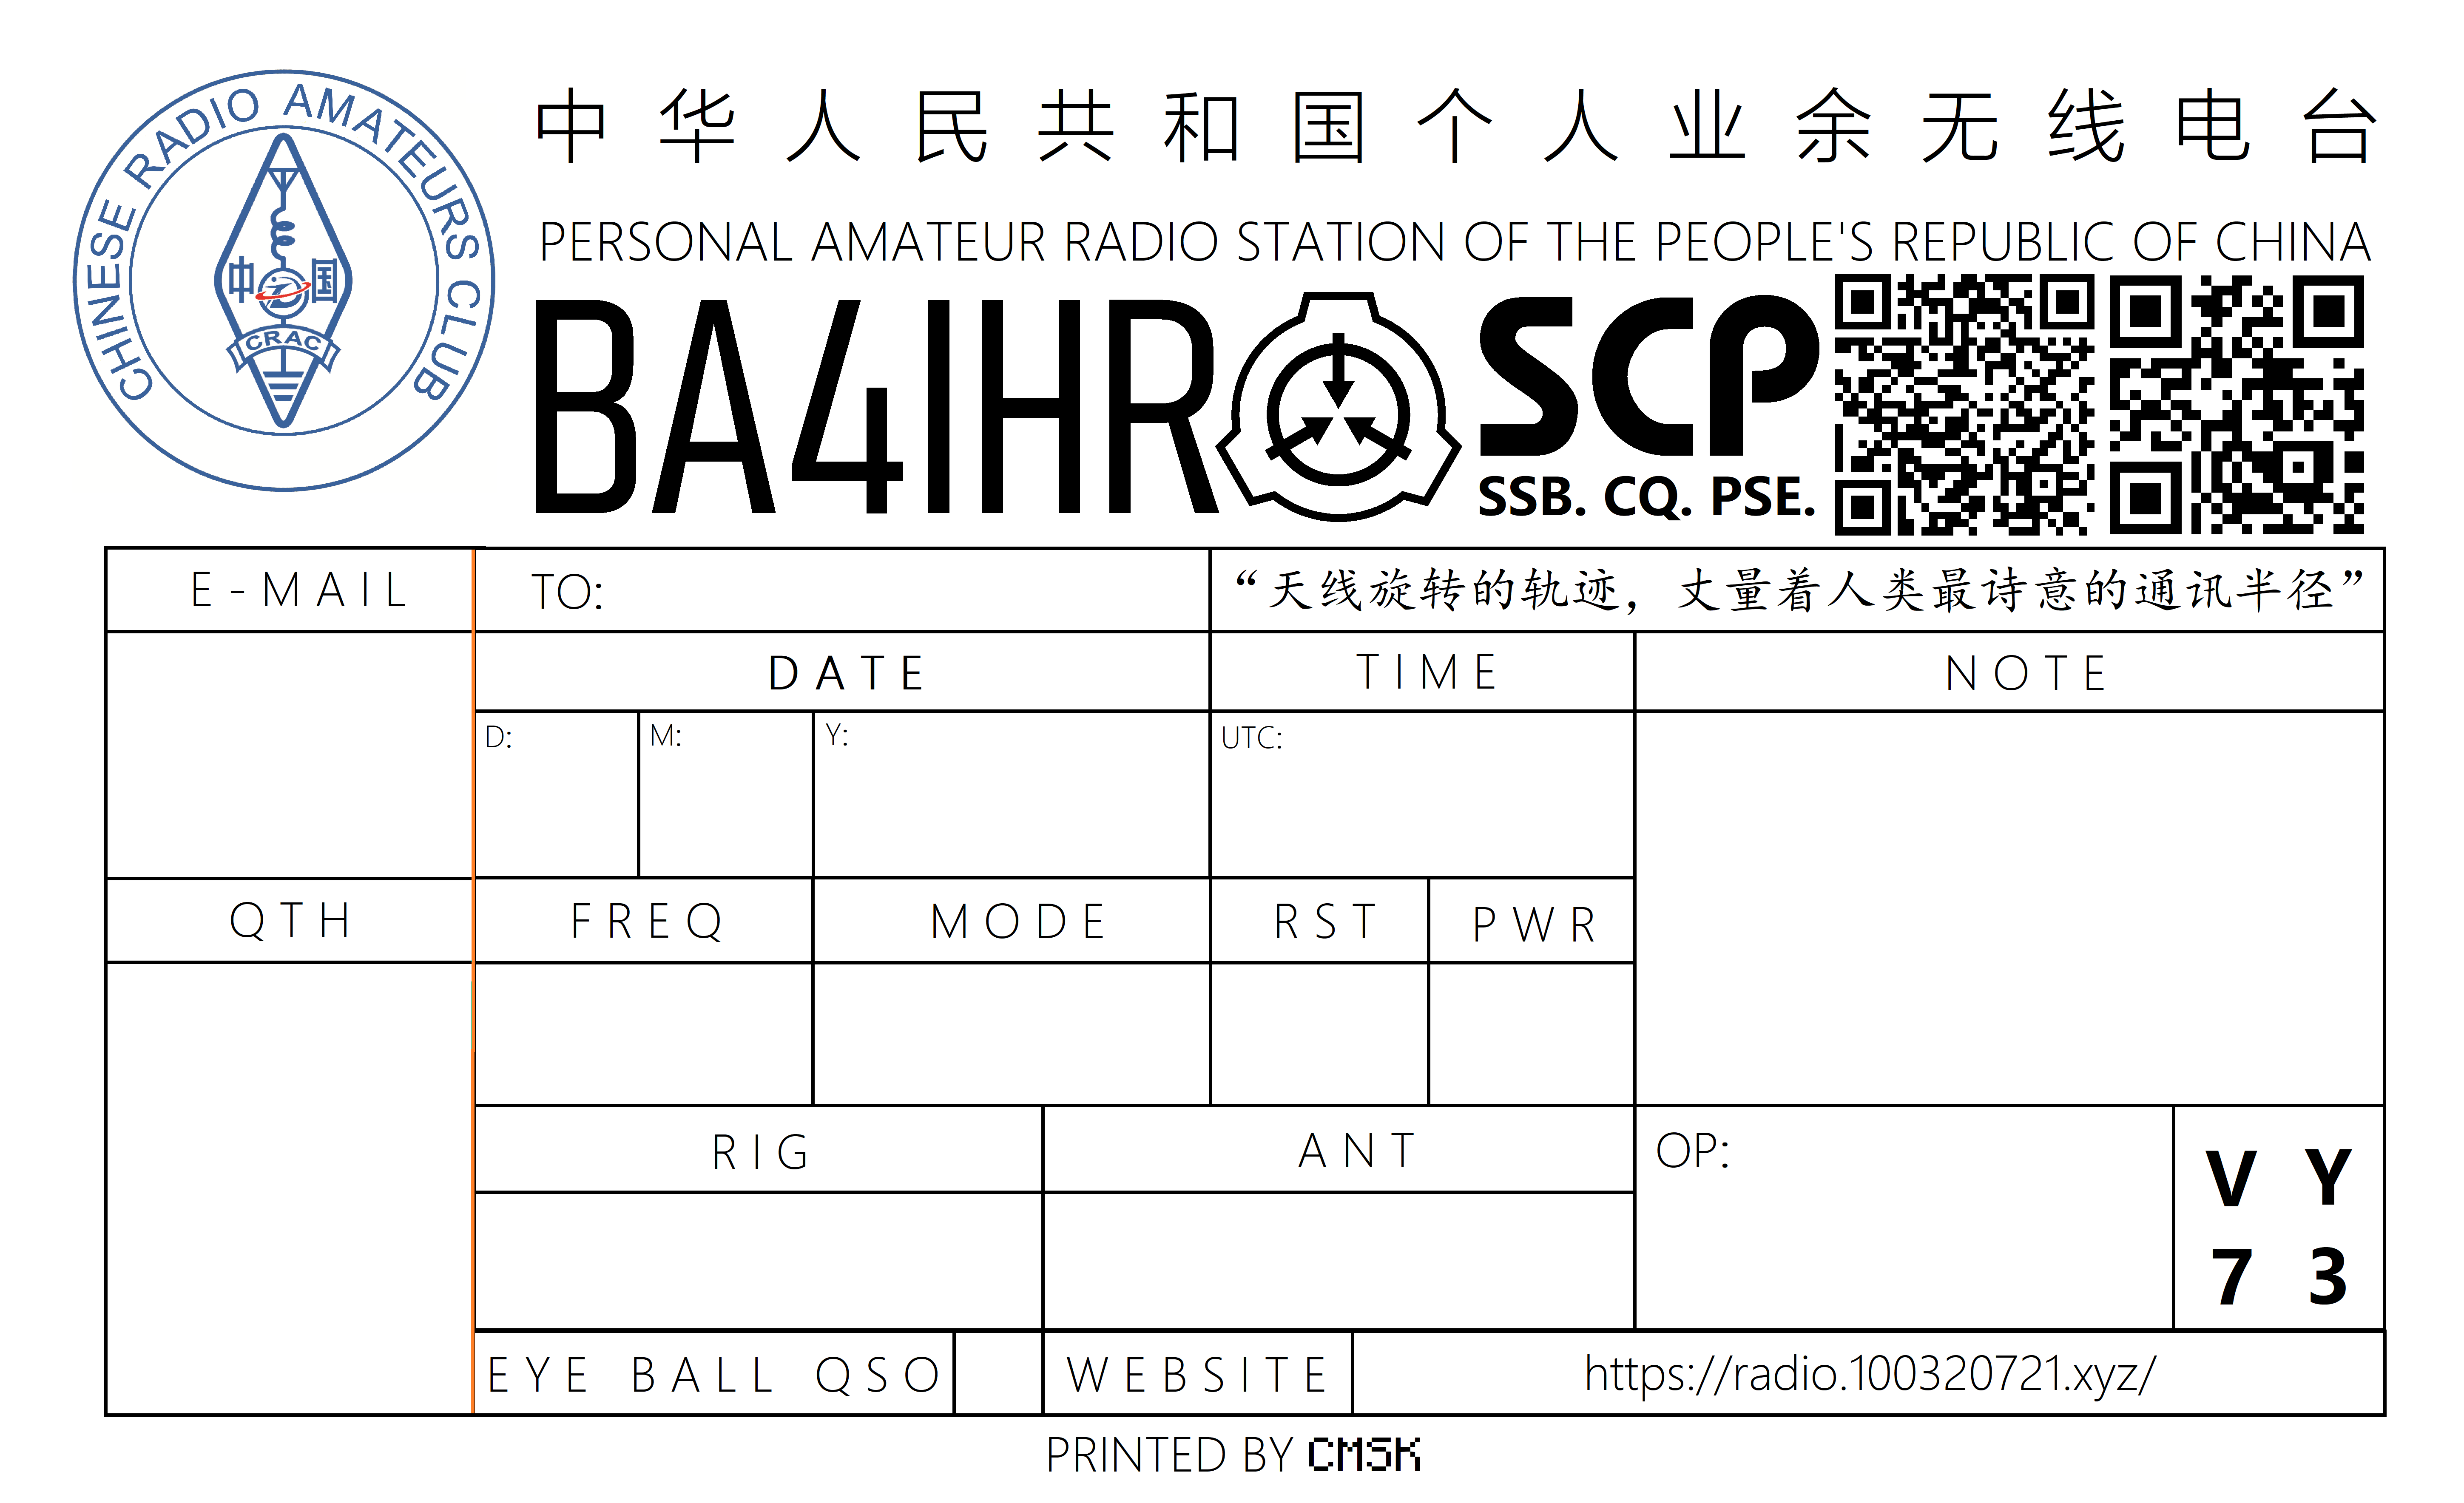 CHINESE RADIO AMATEURS CLUB
中国
CRAC
中华人民共和国个人业余无线电台
PERSONAL AMATEUR RADIO STATION OF THE PEOPLE'S REPUBLIC OF CHINA
BA4IHR
SCP
SSB. CQ. PSE.
E-MAIL
TO:
“天线旋转的轨迹，丈量着人类最诗意的通讯半径”
DATE
TIME
NOTE
D:
M:
Y:
UTC:
QTH
FREQ
MODE
RST
PWR
RIG
ANT
OP:
VY
73
EYE BALL QSO
WEBSITE
https://radio.100320721.xyz/
PRINTED BY CMSK